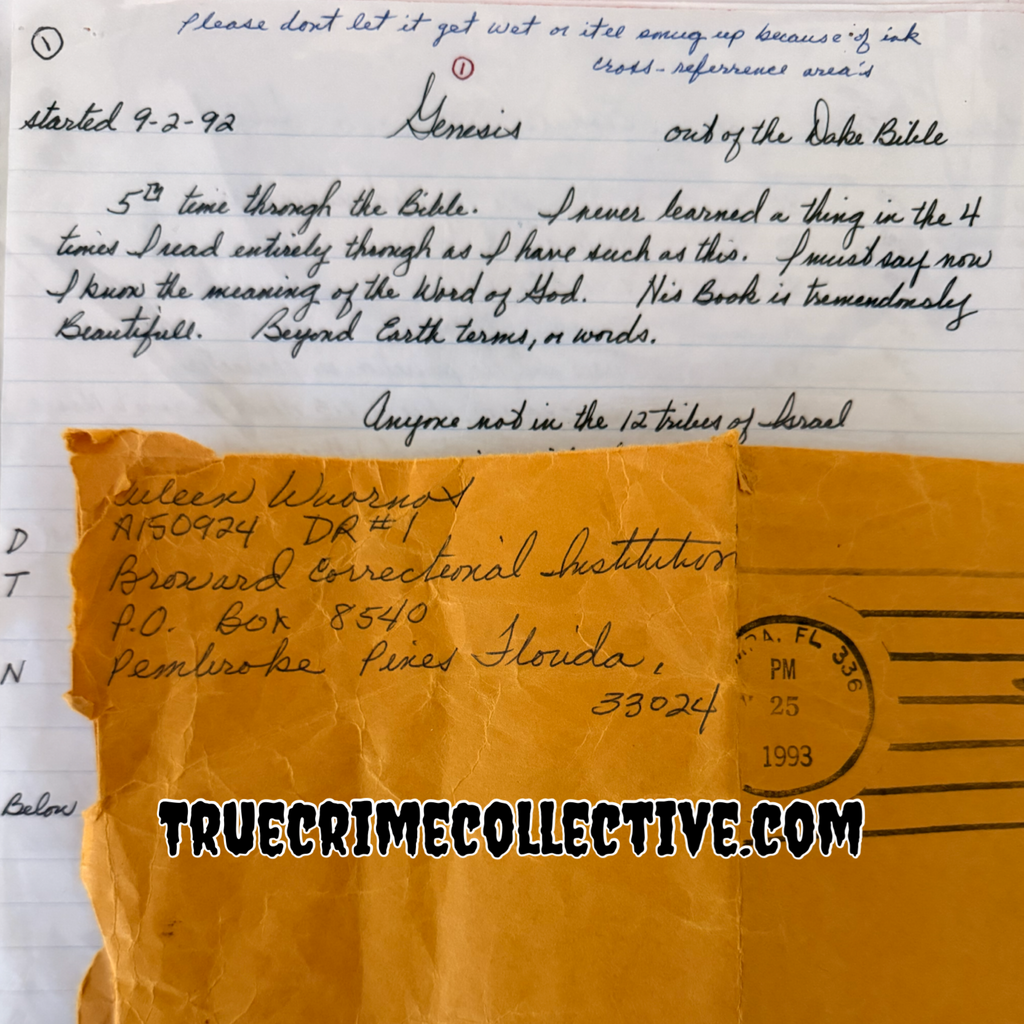 1
Please dont let it get wet or itll smug up because of ink
cross-referrence area's
1
started 9-2-92 Genesis out of the Dake Bible
5th time through the Bible. I never learned a thing in the 4
times I read entirely through as I have such as this. I must say now
I know the meaning of the Word of God. His Book is tremendously
Beautifull. Beyond Earth terms, or words.
Anyone not in the 12 tribes of Israel
D
T
N
Below
Aileen Wuornos
A150924 DR#1
Broward Correctional Institution
P.O. Box 8540
Pembroke Pines Florida,
33024
PA. FL 336
PM
25
1993
TRUECRIMECOLLECTIVE.COM